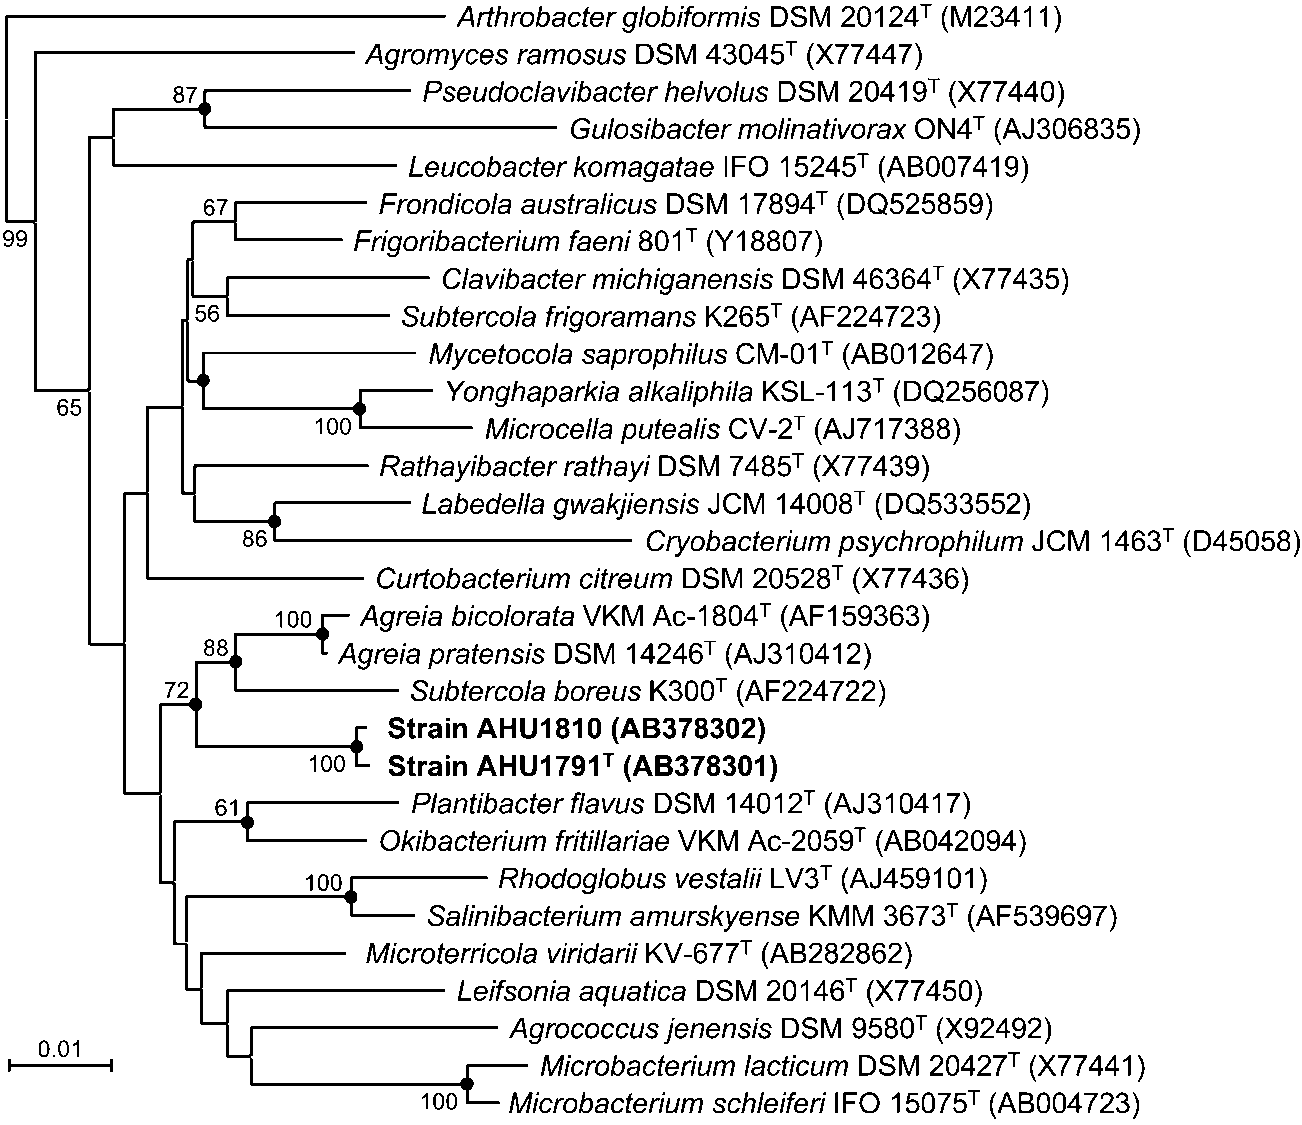 Arthrobacter globiformis DSM 20124ᵀ (M23411)
Agromyces ramosus DSM 43045ᵀ (X77447)
87
Pseudoclavibacter helvolus DSM 20419ᵀ (X77440)
Gulosibacter molinativorax ON4ᵀ (AJ306835)
Leucobacter komagatae IFO 15245ᵀ (AB007419)
67
Frondicola australicus DSM 17894ᵀ (DQ525859)
99
Frigoribacterium faeni 801ᵀ (Y18807)
Clavibacter michiganensis DSM 46364ᵀ (X77435)
56
Subtercola frigoramans K265ᵀ (AF224723)
Mycetocola saprophilus CM-01ᵀ (AB012647)
Yonghaparkia alkaliphila KSL-113ᵀ (DQ256087)
65
100
Microcella putealis CV-2ᵀ (AJ717388)
Rathayibacter rathayi DSM 7485ᵀ (X77439)
Labedella gwakjiensis JCM 14008ᵀ (DQ533552)
86
Cryobacterium psychrophilum JCM 1463ᵀ (D45058)
Curtobacterium citreum DSM 20528ᵀ (X77436)
100
Agreia bicolorata VKM Ac-1804ᵀ (AF159363)
88
Agreia pratensis DSM 14246ᵀ (AJ310412)
72
Subtercola boreus K300ᵀ (AF224722)
Strain AHU1810 (AB378302)
100
Strain AHU1791ᵀ (AB378301)
61
Plantibacter flavus DSM 14012ᵀ (AJ310417)
Okibacterium fritillariae VKM Ac-2059ᵀ (AB042094)
100
Rhodoglobus vestalii LV3ᵀ (AJ459101)
Salinibacterium amurskyense KMM 3673ᵀ (AF539697)
Microterricola viridarii KV-677ᵀ (AB282862)
Leifsonia aquatica DSM 20146ᵀ (X77450)
Agrococcus jenensis DSM 9580ᵀ (X92492)
0.01
Microbacterium lacticum DSM 20427ᵀ (X77441)
100
Microbacterium schleiferi IFO 15075ᵀ (AB004723)